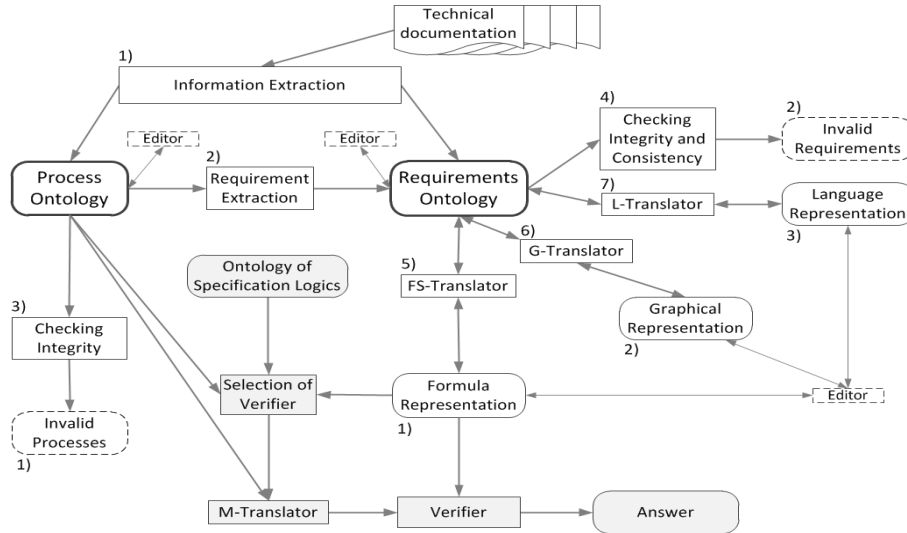 Technical
documentation
1)
Information Extraction
Editor
Editor
4)
Checking
Integrity and
Consistency
2)
Invalid
Requirements
Process
Ontology
2)
Requirement
Extraction
Requirements
Ontology
7)
L-Translator
Language
Representation
3)
6)
G-Translator
Ontology of
Specification Logics
5)
FS-Translator
Graphical
Representation
2)
3)
Checking
Integrity
Selection of
Verifier
Formula
Representation
1)
Editor
Invalid
Processes
1)
M-Translator
Verifier
Answer